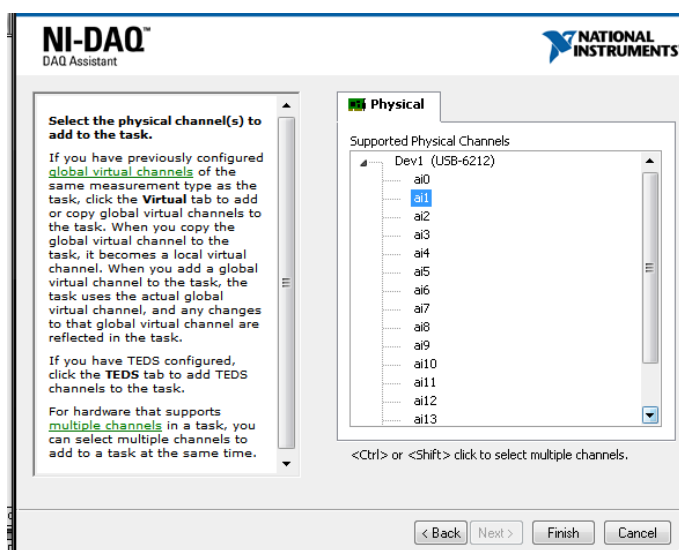 NI-DAQ™
DAQ Assistant
NATIONAL
INSTRUMENTS
Select the physical channel(s) to
add to the task.
If you have previously configured
global virtual channels of the
same measurement type as the
task, click the Virtual tab to add
or copy global virtual channels to
the task. When you copy the
global virtual channel to the
task, it becomes a local virtual
channel. When you add a global
virtual channel to the task, the
task uses the actual global
virtual channel, and any changes
to that global virtual channel are
reflected in the task.
If you have TEDS configured,
click the TEDS tab to add TEDS
channels to the task.
For hardware that supports
multiple channels in a task, you
can select multiple channels to
add to a task at the same time.
Physical
Supported Physical Channels
Dev1 (USB-6212)
ai0
ai1
ai2
ai3
ai4
ai5
ai6
ai7
ai8
ai9
ai10
ai11
ai12
ai13
<Ctrl> or <Shift> click to select multiple channels.
< Back Next > Finish Cancel